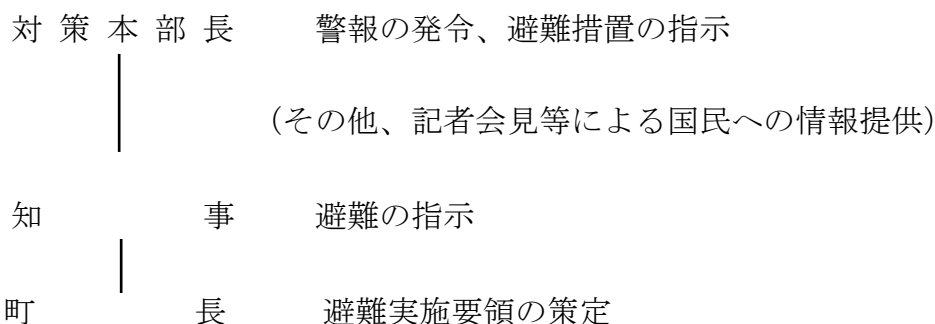 対策本部長 警報の発令、避難措置の指示
(その他、記者会見等による国民への情報提供)
知事 避難の指示
町長 避難実施要領の策定